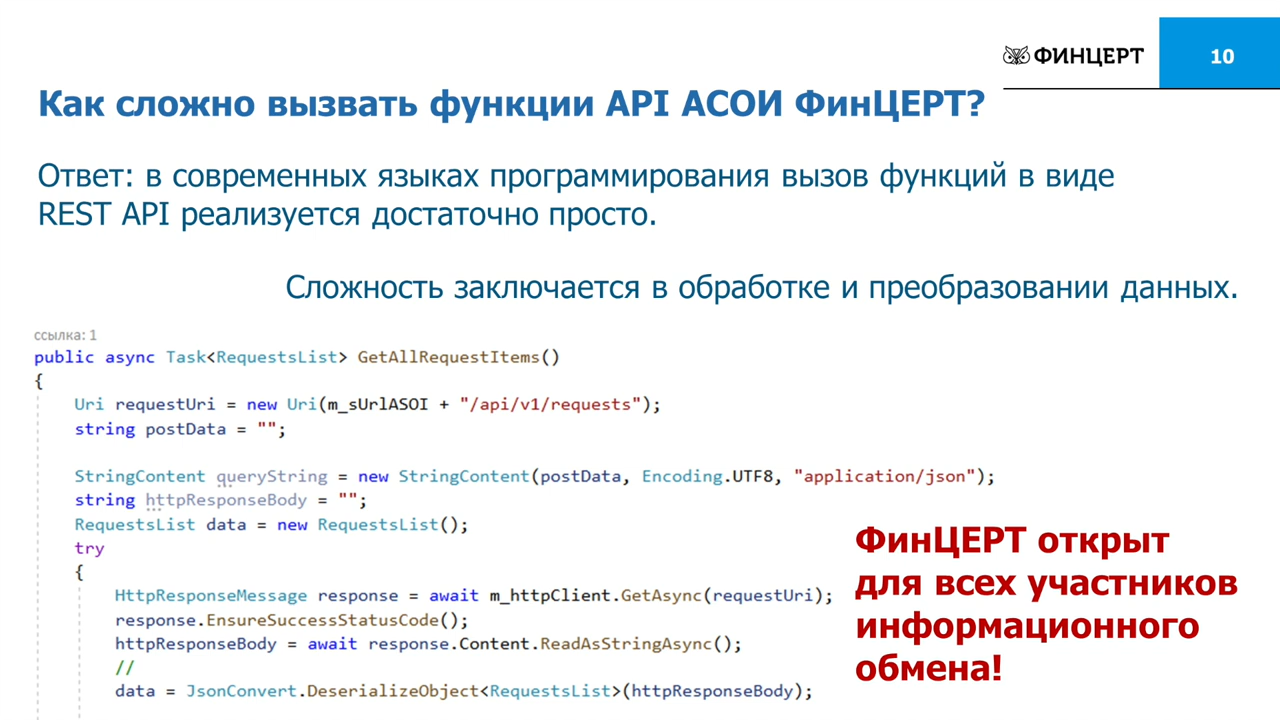 ФИНЦЕРТ
10
Как сложно вызвать функции API АСОИ ФинЦЕРТ?
Ответ: в современных языках программирования вызов функций в виде
REST API реализуется достаточно просто.
Сложность заключается в обработке и преобразовании данных.
ссылка: 1
public async Task<RequestsList> GetAllRequestItems()
{
Uri requestUri = new Uri(m_sUrlASOI + "/api/v1/requests");
string postData = "";
StringContent queryString = new StringContent(postData, Encoding.UTF8, "application/json");
string httpResponseBody = "";
RequestsList data = new RequestsList();
try
{
HttpResponseMessage response = await m_httpClient.GetAsync(requestUri);
response.EnsureSuccessStatusCode();
httpResponseBody = await response.Content.ReadAsStringAsync();
//
data = JsonConvert.DeserializeObject<RequestsList>(httpResponseBody);
ФинЦЕРТ открыт
для всех участников
информационного
обмена!